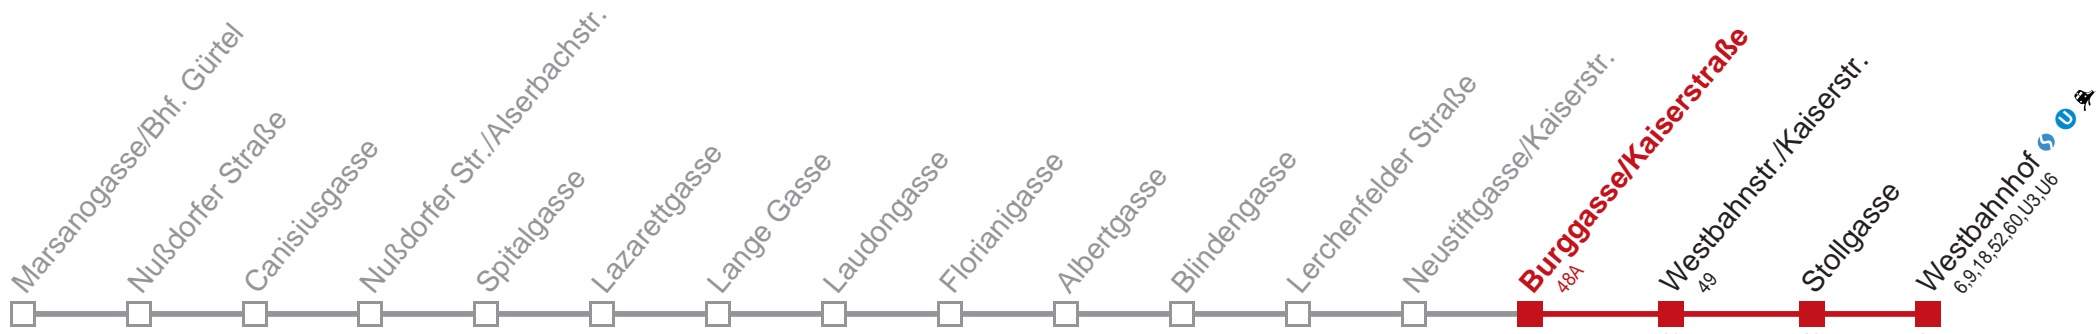 Marsanogasse/Bhf. Gürtel
Nußdorfer Straße
Canisiusgasse
Nußdorfer Str./Alserbachstr.
Spitalgasse
Lazarettgasse
Lange Gasse
Laudongasse
Florianigasse
Albertgasse
Blindengasse
Lerchenfelder Straße
Neustiftgasse/Kaiserstr.
Burggasse/Kaiserstraße
48A
Westbahnstr./Kaiserstr.
49
Stollgasse
Westbahnhof S U
6,9,18,52,60,U3,U6